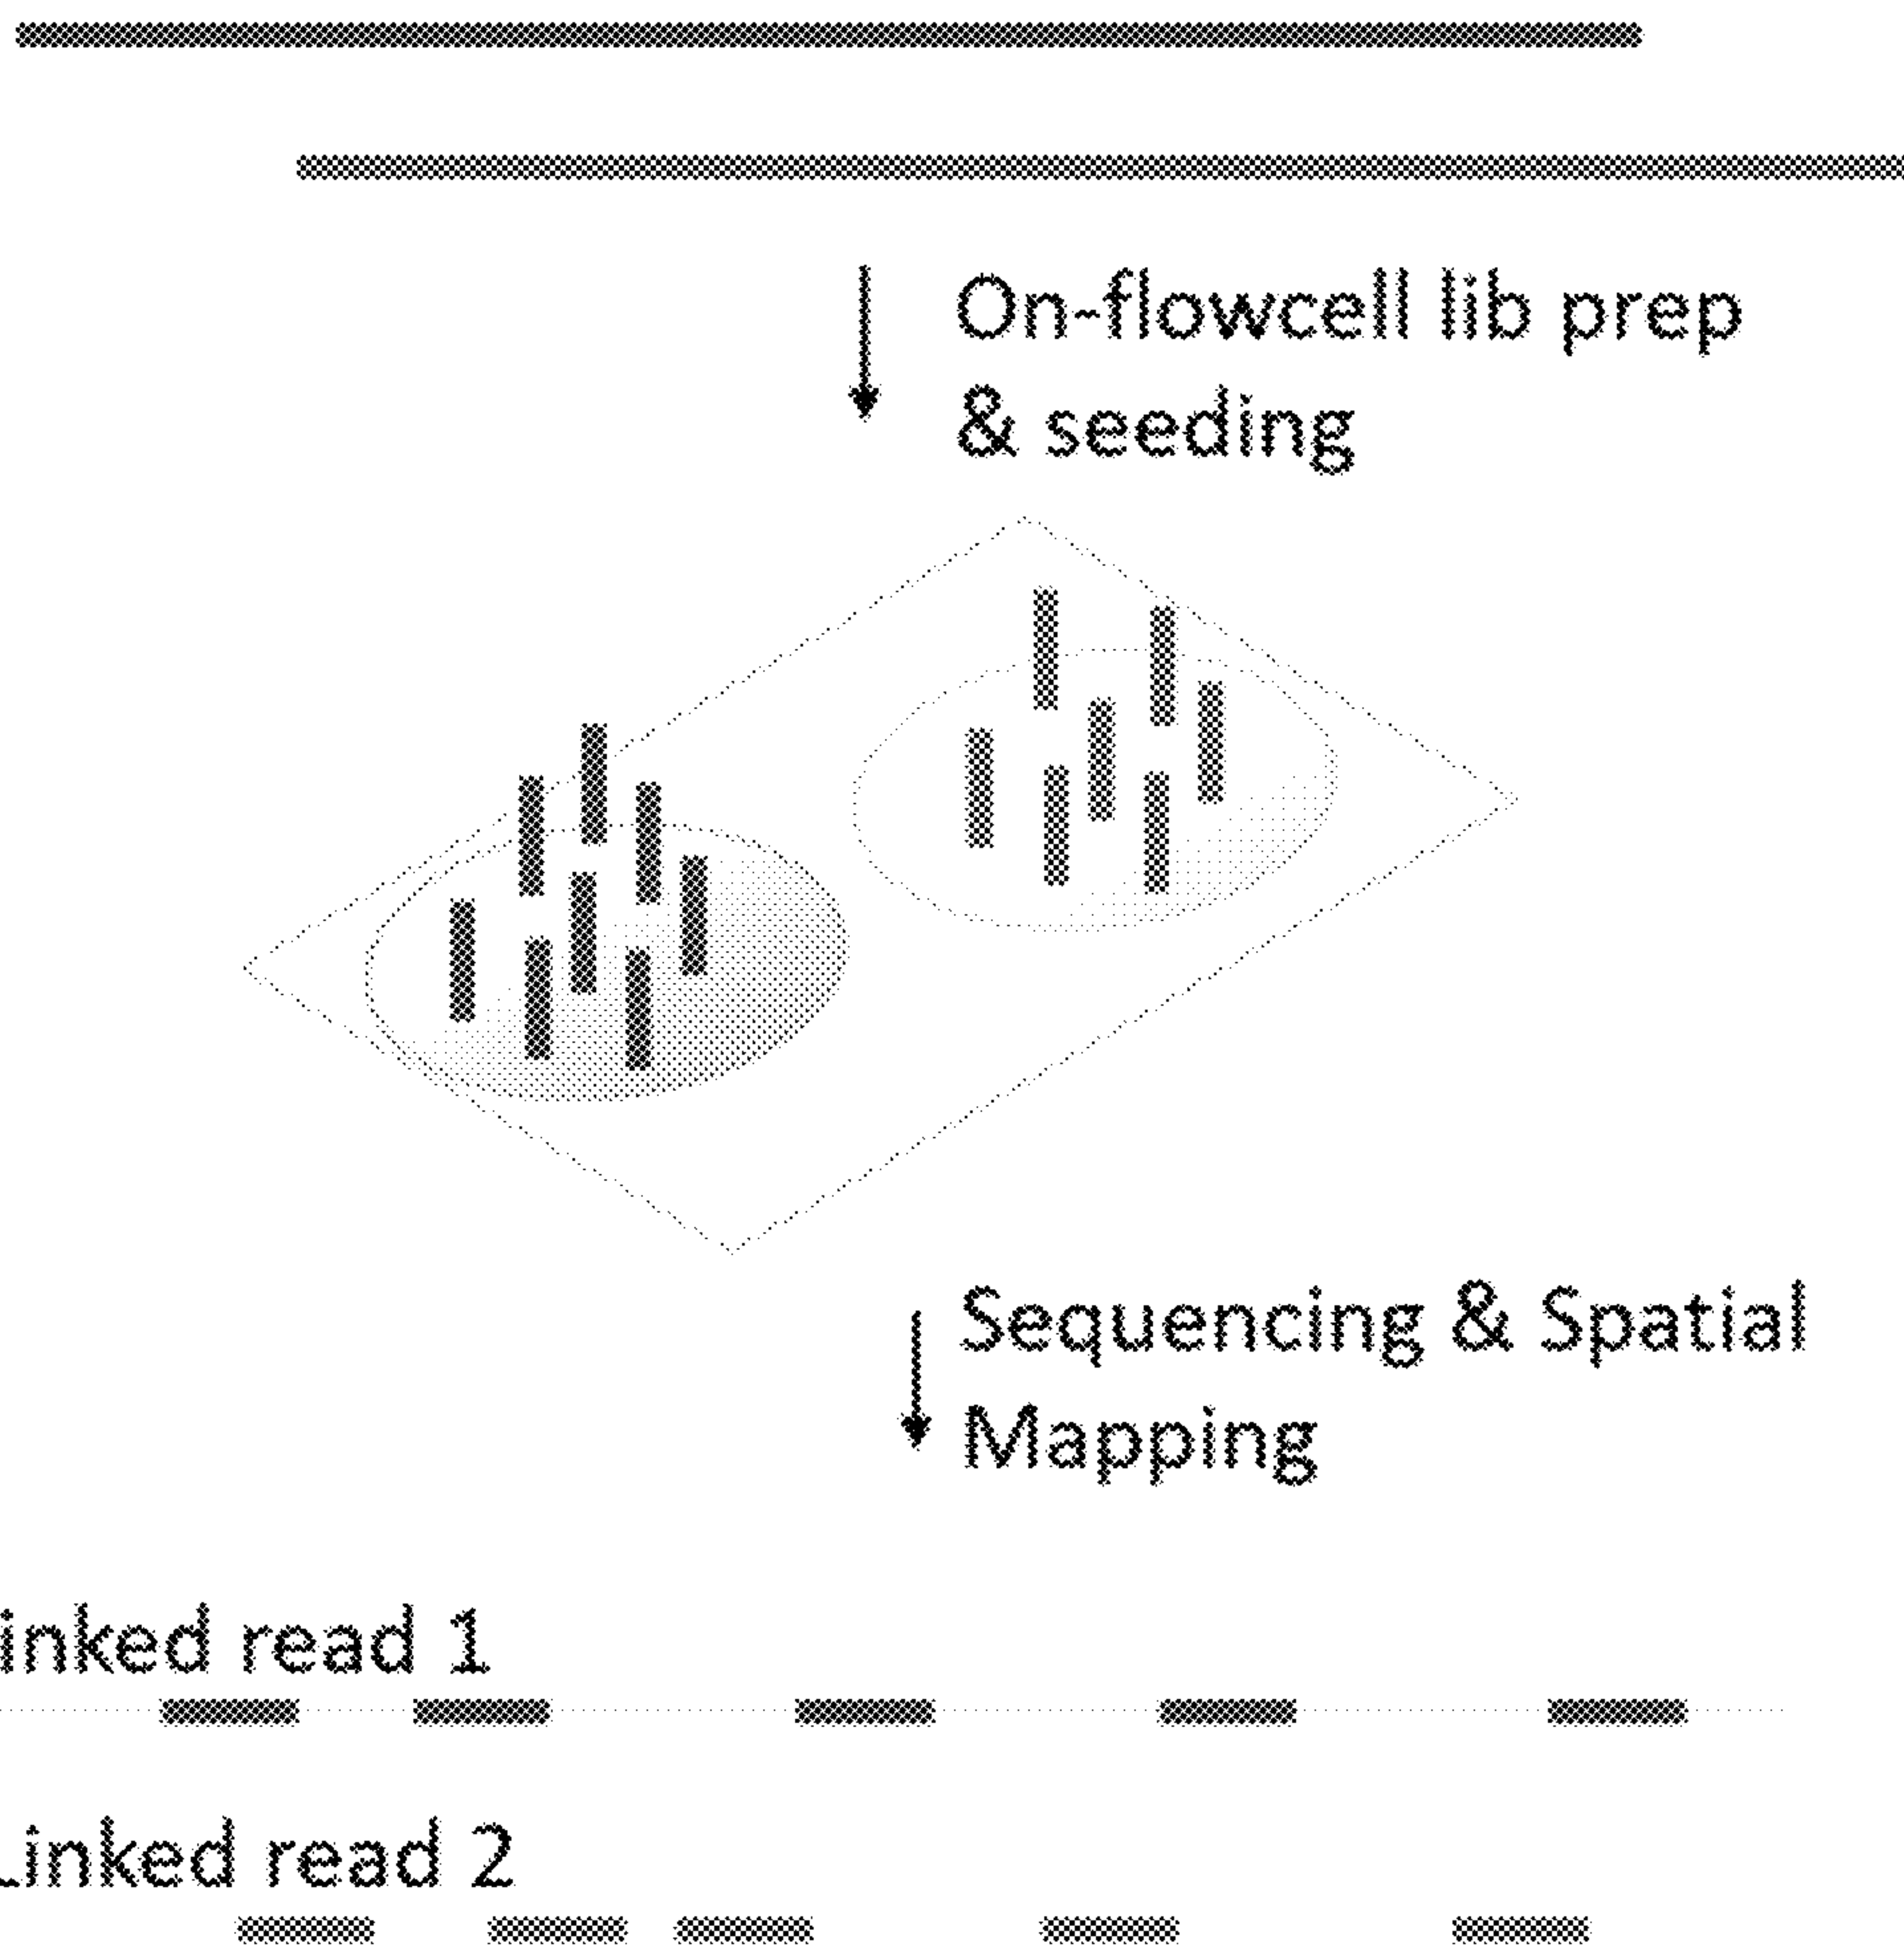 On-flowcell lib prep
& seeding
Sequencing & Spatial
Mapping
inked read 1
Linked read 2